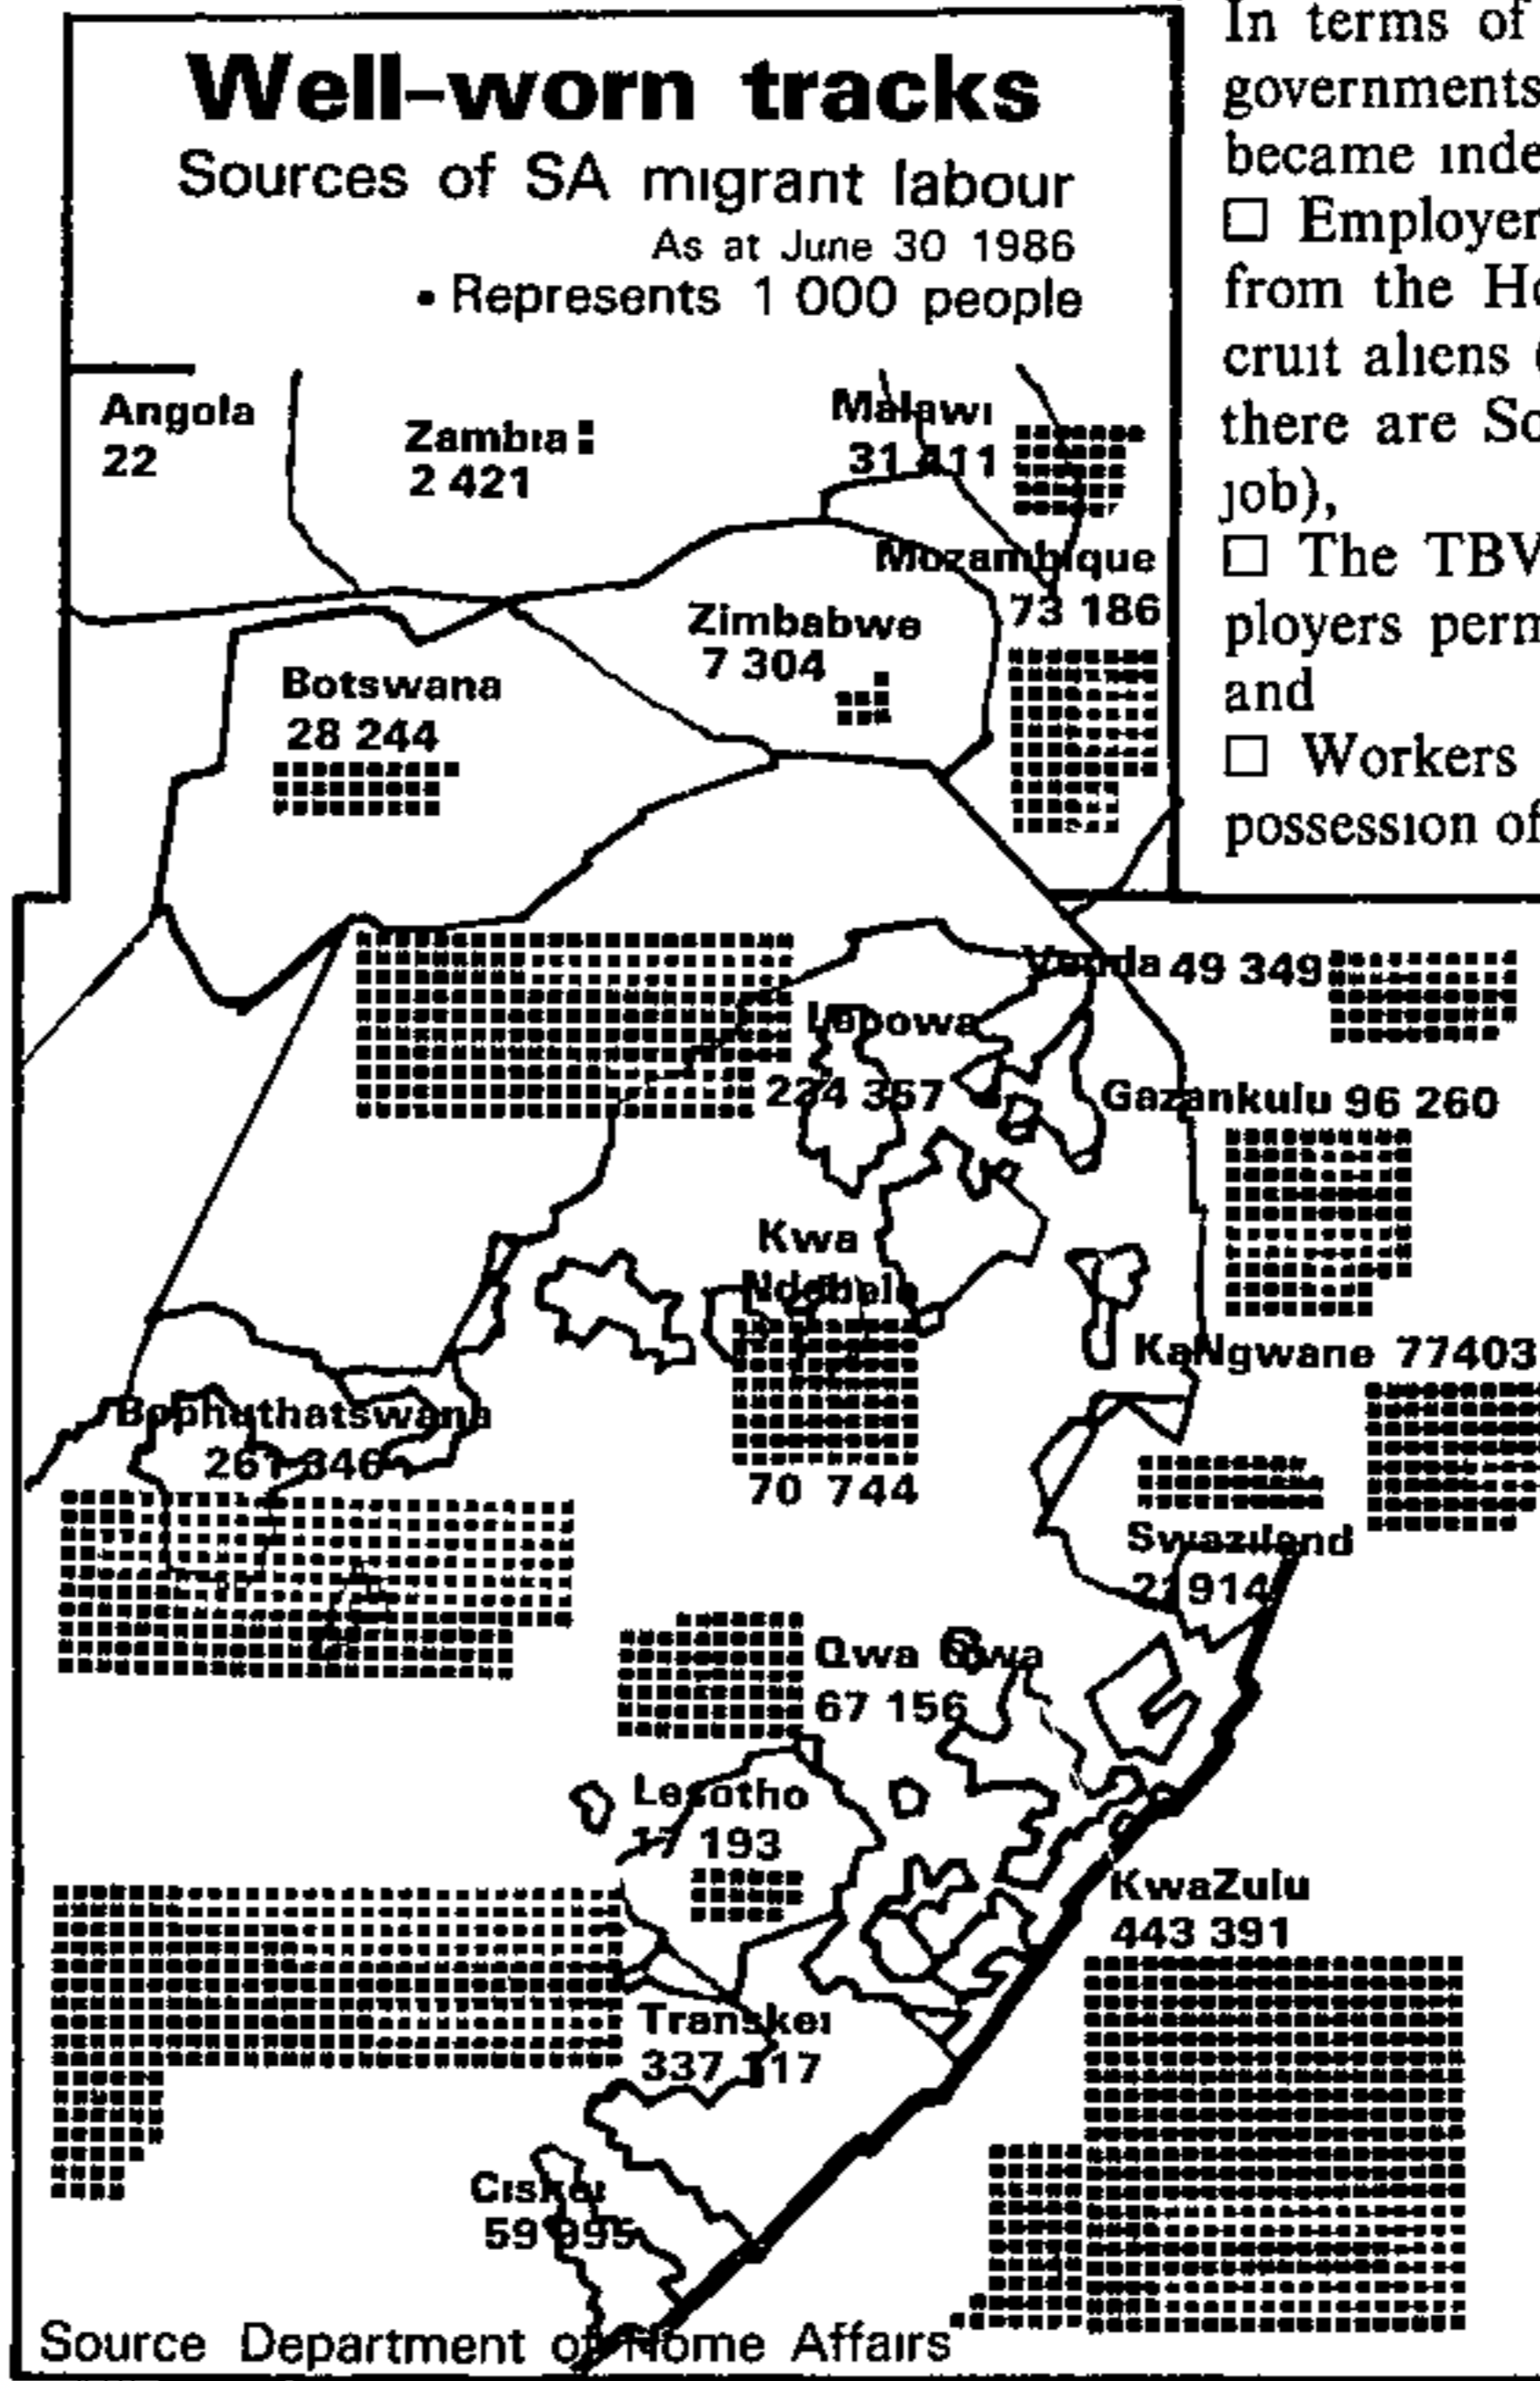 Well-worn tracks
Sources of SA migrant labour
As at June 30 1986
• Represents 1 000 people
Angola
22
Zambia
2 421
Malawi
31 411
Mozambique
73 186
Zimbabwe
7 304
Botswana
28 244
Venda 49 349
Lebowa
234 357
Gazankulu 96 260
Kwa
Ndebele
70 744
KaNgwane 77403
Bophuthatswana
261 346
Swaziland
21 914
Qwa Qwa
67 156
Lesotho
17 193
KwaZulu
443 391
Transkei
337 117
Ciskei
59 995
Source Department of Home Affairs
In terms of
governments
became inde
□ Employer
from the Ho
cruit aliens (
there are So
job),
□ The TBV
ployers perm
and
□ Workers
possession of